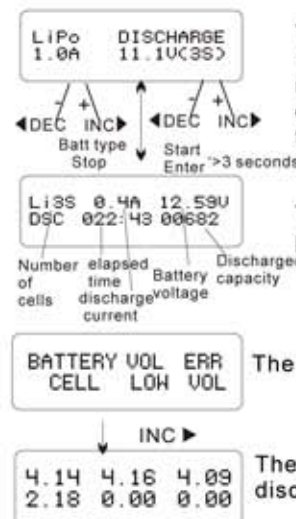 LiPo DISCHARGE
1.0A 11.1V(3S)
- + - +
◀DEC INC▶ ◀DEC INC▶
Batt type Start
Stop Enter >3 seconds
Li3S 0.4A 12.59V
DSC 022:43 00682
Number of cells
elapsed time
discharge current
Battery voltage
Discharged capacity
BATTERY VOL ERR
CELL LOW VOL
The
INC ▶
4.14 4.16 4.09
2.18 0.00 0.00
The
disc